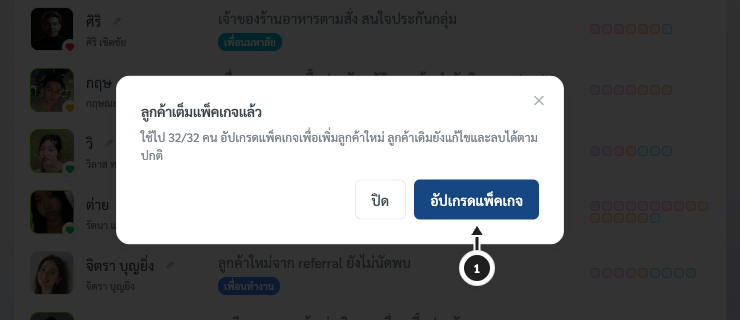 ศิริ
ศิริ เชิดชัย
เจ้าของร้านอาหารตามสั่ง สนใจประกันกลุ่ม
เพื่อนมหาลัย
กฤษ
ลูกค้าเต็มแพ็คเกจแล้ว
ใช้ไป 32/32 คน อัปเกรดแพ็คเกจเพื่อเพิ่มลูกค้าใหม่ ลูกค้าเดิมยังแก้ไขและลบได้ตาม
ปกติ
วิ
ปิด
อัปเกรดแพ็คเกจ
ต่าย
จิตรา บุญยิ่ง
จิตรา บุญยิ่ง
ลูกค้าใหม่จาก referral ยังไม่นัดพบ
เพื่อนทำงาน
1